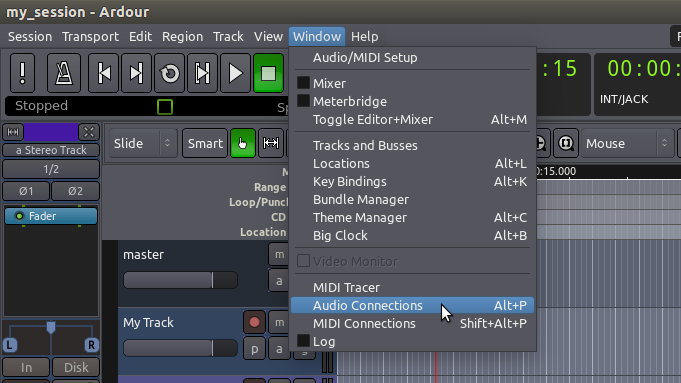 my_session - Ardour
Session Transport Edit Region Track View Window Help
Audio/MIDI Setup
Mixer
Meterbridge
Toggle Editor+Mixer Alt+M
Tracks and Busses
Locations Alt+L
Key Bindings Alt+K
Bundle Manager
Theme Manager Alt+C
Big Clock Alt+B
Video Monitor
MIDI Tracer
Audio Connections Alt+P
MIDI Connections Shift+Alt+P
Log
:15 00:00:
INT/JACK
Stopped Sp
a Stereo Track
1/2
Ø1 Ø2
Fader
L R
In Disk
Slide Smart Mouse
0:15.000
M
Range
Loop/Punch
CD
Location
master
m
a
My Track
m
p a g